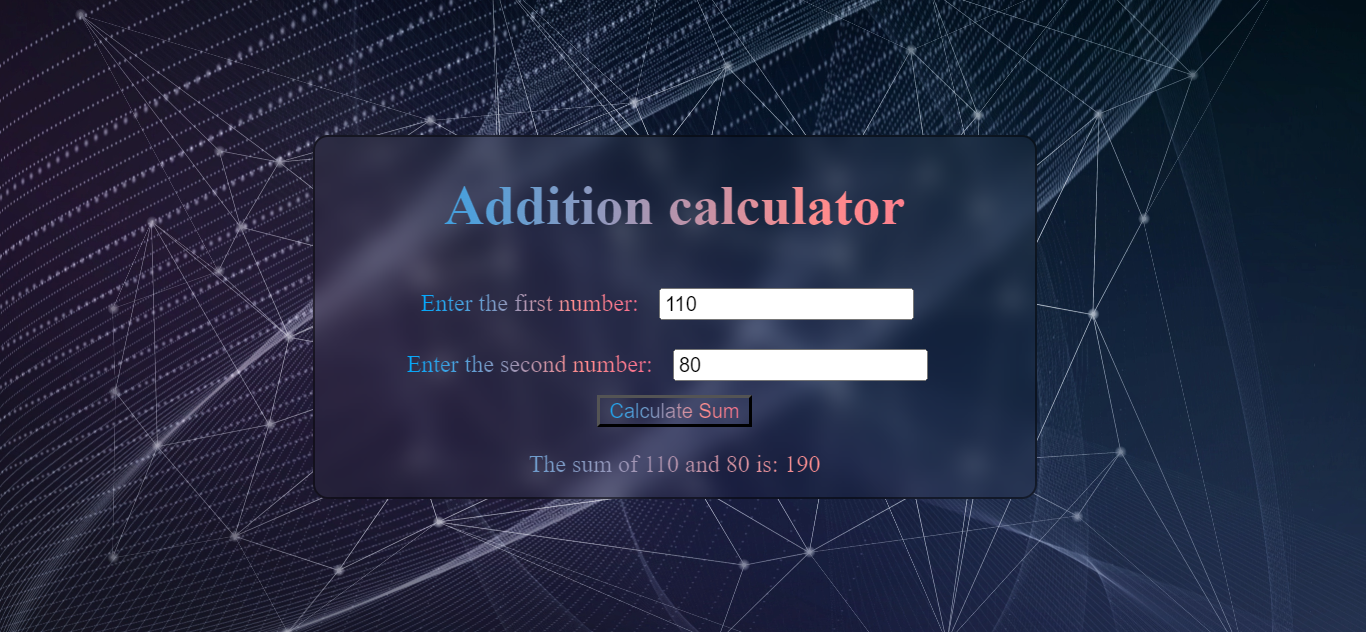 Addition calculator
Enter the first number: 110
Enter the second number: 80
Calculate Sum
The sum of 110 and 80 is: 190